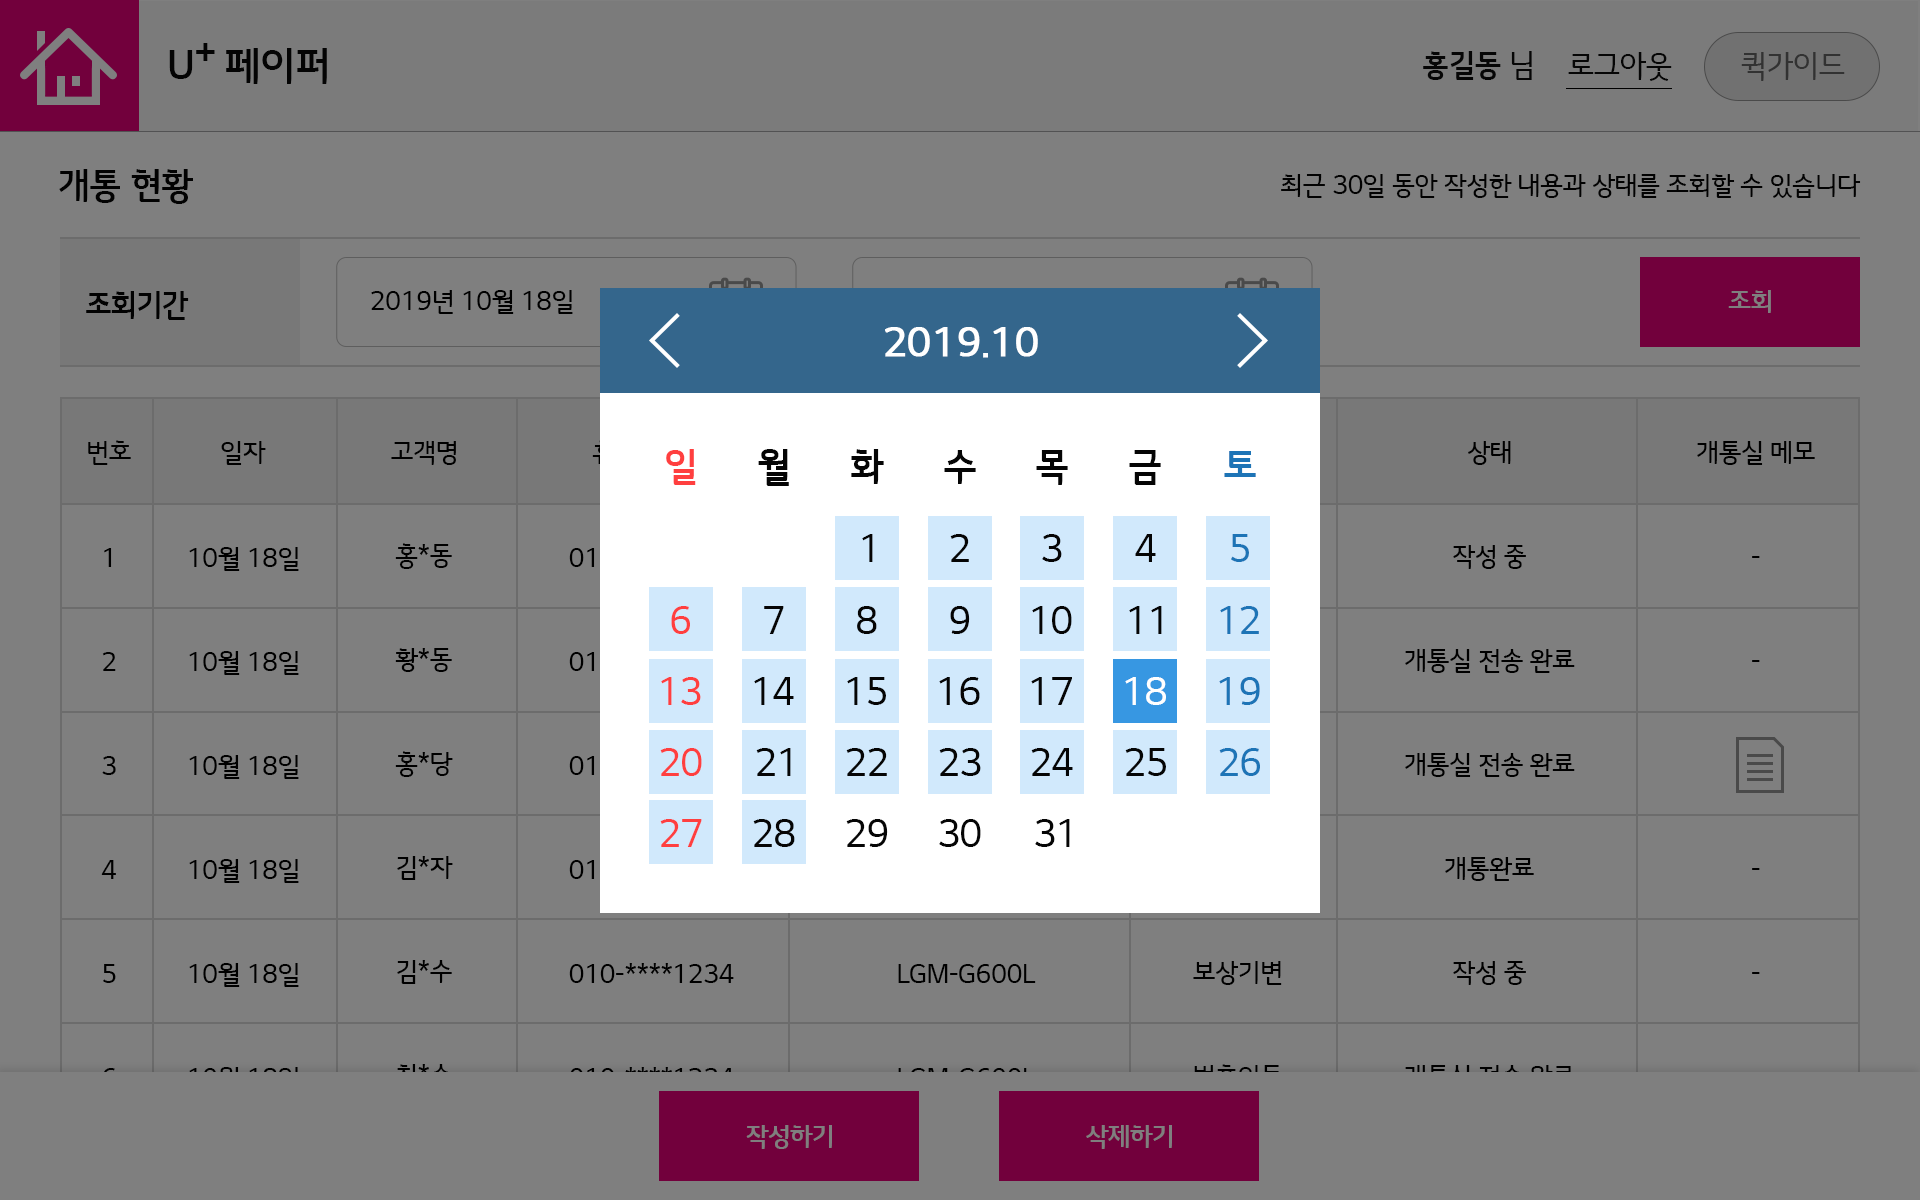 U+ 페이퍼
홍길동 님 로그아웃 퀵가이드
개통 현황
최근 30일 동안 작성한 내용과 상태를 조회할 수 있습니다
조회기간 2019년 10월 18일 조회
2019.10
일 월 화 수 목 금 토
1 2 3 4 5
6 7 8 9 10 11 12
13 14 15 16 17 18 19
20 21 22 23 24 25 26
27 28 29 30 31
번호 일자 고객명 상태 개통실 메모
1 10월 18일 홍*동 01 작성 중 -
2 10월 18일 황*동 01 개통실 전송 완료 -
3 10월 18일 홍*당 01 개통실 전송 완료
4 10월 18일 김*자 01 개통완료 -
5 10월 18일 김*수 010-****1234 LGM-G600L 보상기변 작성 중 -
작성하기 삭제하기